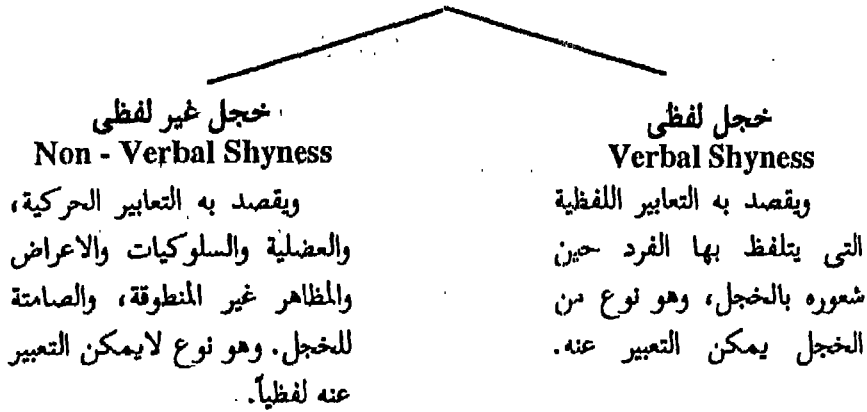 خجل لفظى
Verbal Shyness
ويقصد به التعابير اللفظية
التى يتلفظ بها الفرد حين
شعوره بالخجل، وهو نوع من
الخجل يمكن التعبير عنه.
خجل غير لفظى
Non - Verbal Shyness
ويقصد به التعابير الحركية،
والعضلية والسلوكيات والاعراض
والمظاهر غير المنطوقة، والصامتة
للخجل. وهو نوع لايمكن التعبير
عنه لفظياً.